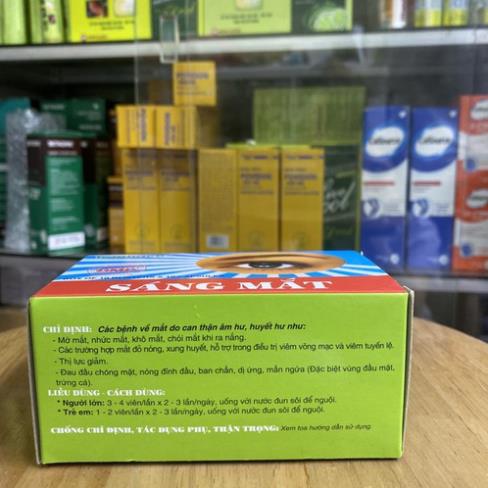 SÁNG MẮT
CHỈ ĐỊNH: Các bệnh về mắt do can thận âm hư, huyết hư như:
- Mờ mắt, nhức mắt, khô mắt, chói mắt khi ra nắng.
- Các trường hợp mắt đỏ nóng, xung huyết, hỗ trợ trong điều trị viêm võng mạc và viêm tuyến lệ.
- Thị lực giảm.
- Đau đầu chóng mặt, nóng đỉnh đầu, ban chẩn, dị ứng, mẩn ngứa (Đặc biệt vùng đầu mặt,
trứng cá).
LIỀU DÙNG - CÁCH DÙNG:
* Người lớn: 3 - 4 viên/lần x 2 - 3 lần/ngày, uống với nước đun sôi để nguội.
* Trẻ em: 1 - 2 viên/lần x 2 - 3 lần/ngày, uống với nước đun sôi để nguội.
CHỐNG CHỈ ĐỊNH, TÁC DỤNG PHỤ, THẬN TRỌNG: Xem toa hướng dẫn sử dụng.